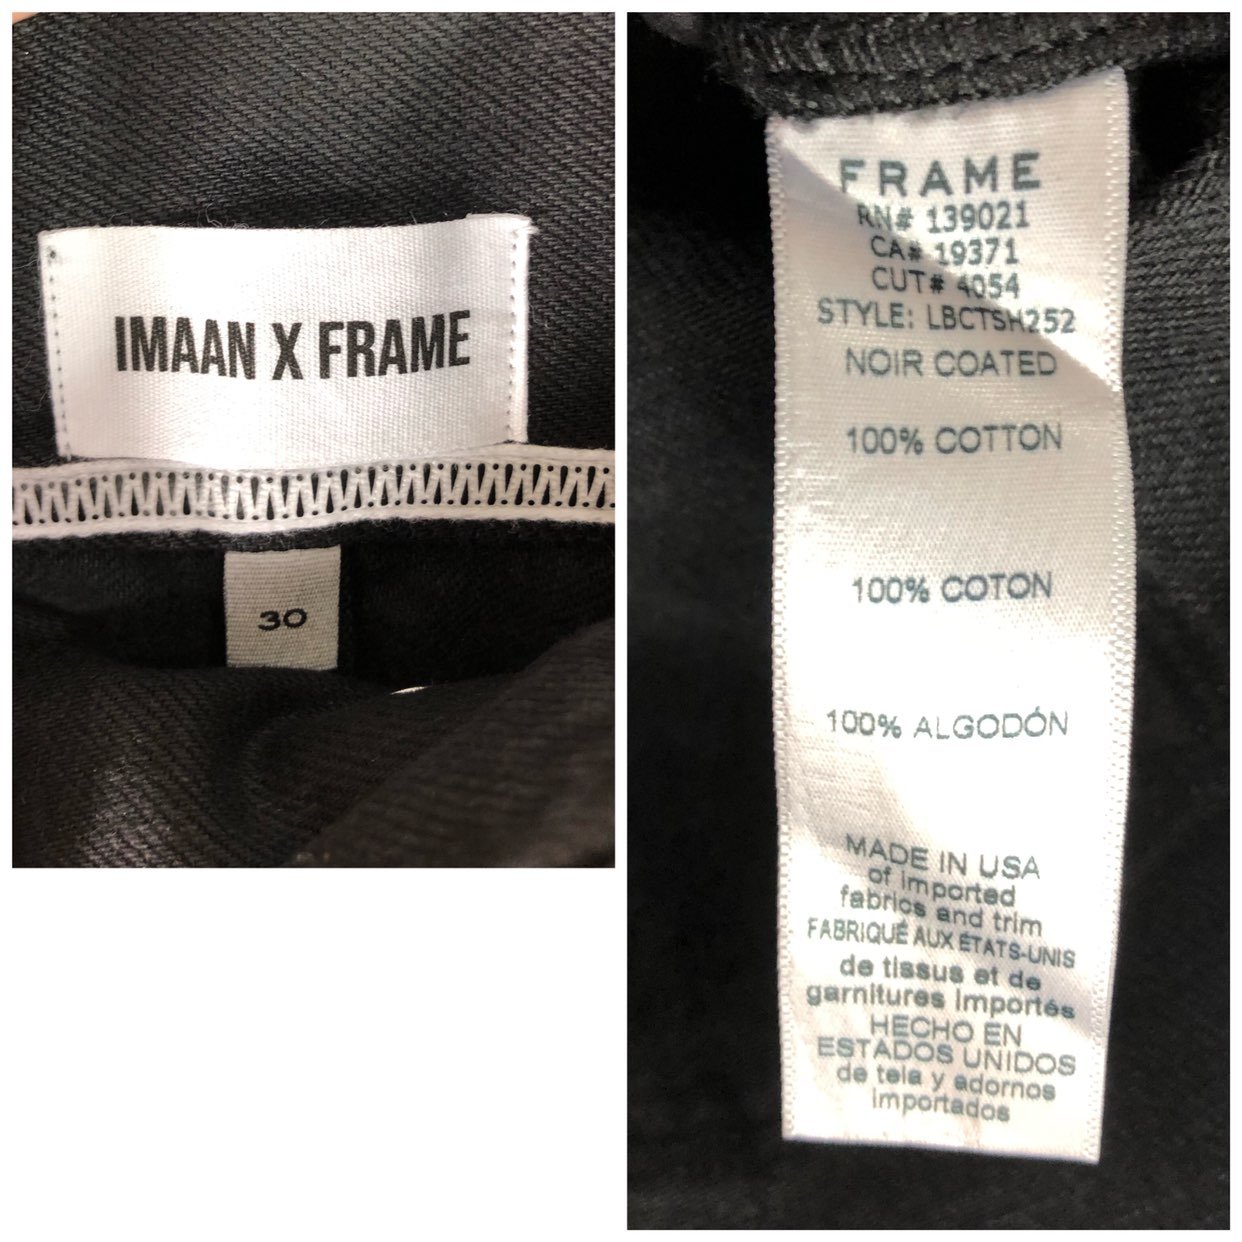 IMAAN X FRAME
30
FRAME
RN# 139021
CA# 19371
CUT# 4054
STYLE: LBCTSH252
NOIR COATED
100% COTTON
100% COTON
100% ALGODÓN
MADE IN USA
of imported
fabrics and trim
FABRIQUÉ AUX ÉTATS-UNIS
de tissus et de
garnitures importés
HECHO EN
ESTADOS UNIDOS
de tela y adornos
importados